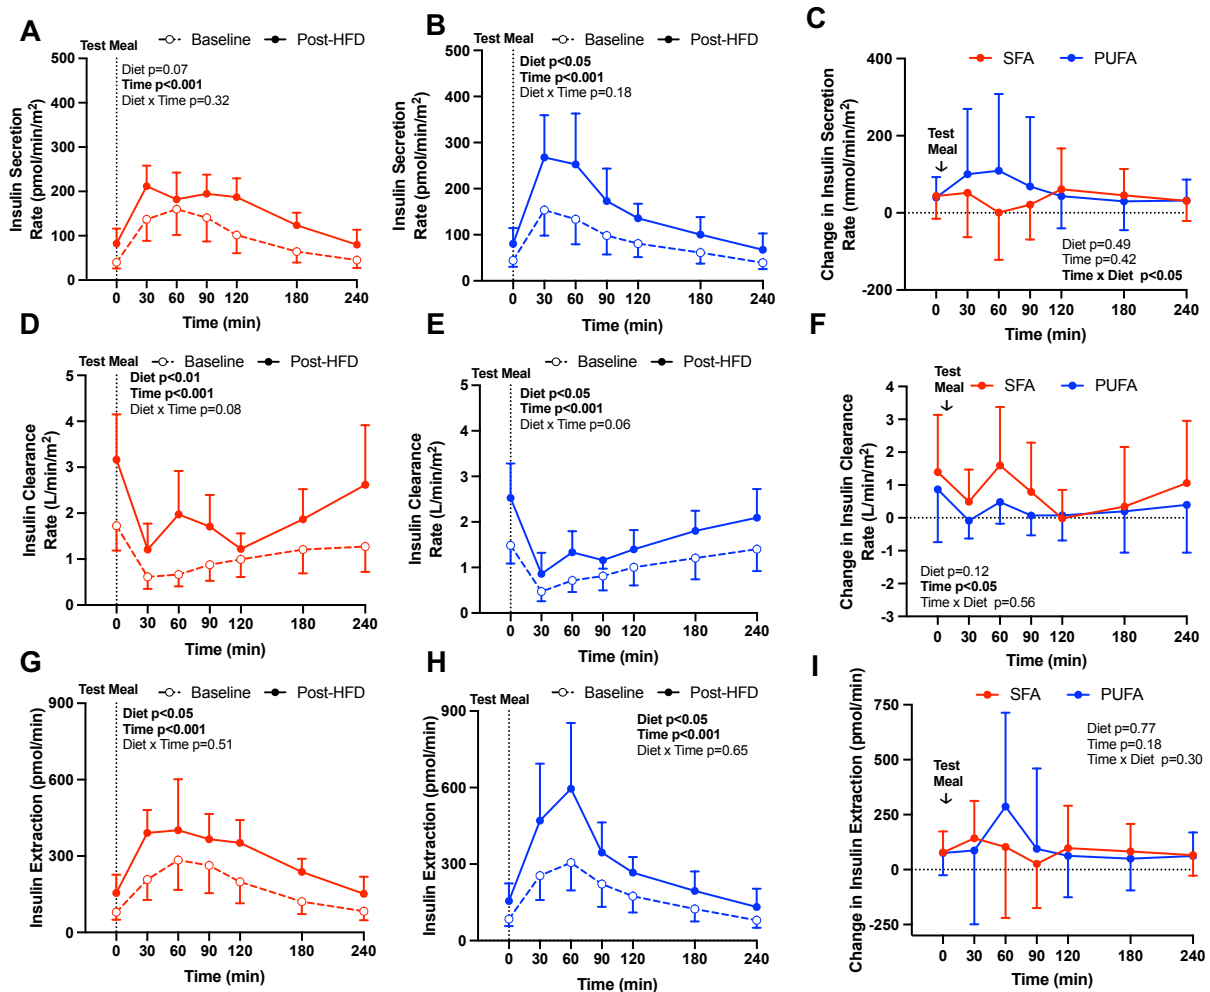 A
Test Meal
Baseline
Post-HFD
Diet p=0.07
Time p<0.001
Diet x Time p=0.32
Insulin Secretion
Rate (pmol/min/m²)
500
400
300
200
100
0
0 30 60 90 120 180 240
Time (min)
B
Test Meal
Baseline
Post-HFD
Diet p<0.05
Time p<0.001
Diet x Time p=0.18
Insulin Secretion
Rate (pmol/min/m²)
500
400
300
200
100
0
0 30 60 90 120 180 240
Time (min)
C
SFA
PUFA
Test
Meal
↓
Change in Insulin Secretion
Rate (mmol/min/m²)
400
200
0
-200
Diet p=0.49
Time p=0.42
Time x Diet p<0.05
0 30 60 90 120 180 240
Time (min)
D
Test Meal
Baseline
Post-HFD
Diet p<0.01
Time p<0.001
Diet x Time p=0.08
Insulin Clearance
Rate (L/min/m²)
5
4
3
2
1
0
0 30 60 90 120 180 240
Time (min)
E
Test Meal
Baseline
Post-HFD
Diet p<0.05
Time p<0.001
Diet x Time p=0.06
Insulin Clearance
Rate (L/min/m²)
5
4
3
2
1
0
0 30 60 90 120 180 240
Time (min)
F
Test
Meal
↓
SFA
PUFA
Change in Insulin Clearance
Rate (L/min/m²)
4
3
2
1
0
-1
-2
-3
Diet p=0.12
Time p<0.05
Time x Diet p=0.56
0 30 60 90 120 180 240
Time (min)
G
Test Meal
Baseline
Post-HFD
Diet p<0.05
Time p<0.001
Diet x Time p=0.51
Insulin Extraction (pmol/min)
900
600
300
0
0 30 60 90 120 180 240
Time (min)
H
Test Meal
Baseline
Post-HFD
Diet p<0.05
Time p<0.001
Diet x Time p=0.65
Insulin Extraction (pmol/min)
900
600
300
0
0 30 60 90 120 180 240
Time (min)
I
SFA
PUFA
Diet p=0.77
Time p=0.18
Time x Diet p=0.30
Test
Meal
↓
Change in Insulin Extraction (pmol/min)
750
500
250
0
-250
0 30 60 90 120 180 240
Time (min)